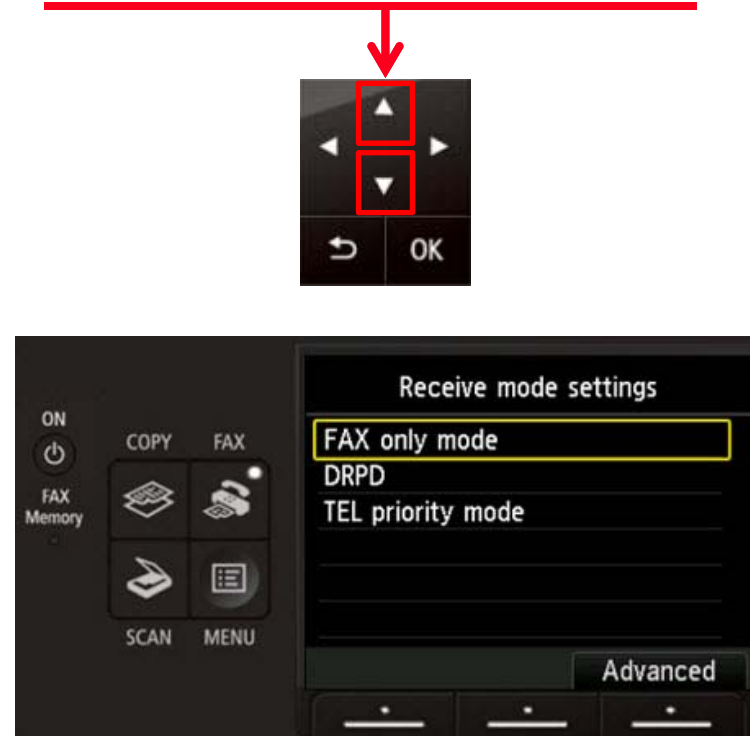 OK
Receive mode settings
ON
COPY FAX
FAX only mode
DRPD
FAX
Memory
TEL priority mode
SCAN MENU
Advanced